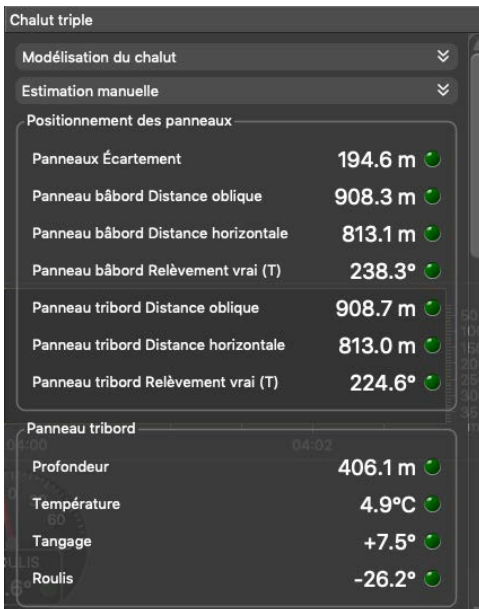 Chalut triple
Modélisation du chalut
Estimation manuelle
Positionnement des panneaux
Panneaux Écartement 194.6 m
Panneau bâbord Distance oblique 908.3 m
Panneau bâbord Distance horizontale 813.1 m
Panneau bâbord Relèvement vrai (T) 238.3°
Panneau tribord Distance oblique 908.7 m
Panneau tribord Distance horizontale 813.0 m
Panneau tribord Relèvement vrai (T) 224.6°
Panneau tribord
04:00 04:02
Profondeur 406.1 m
Température 4.9°C
60
Tangage +7.5°
Roulis -26.2°